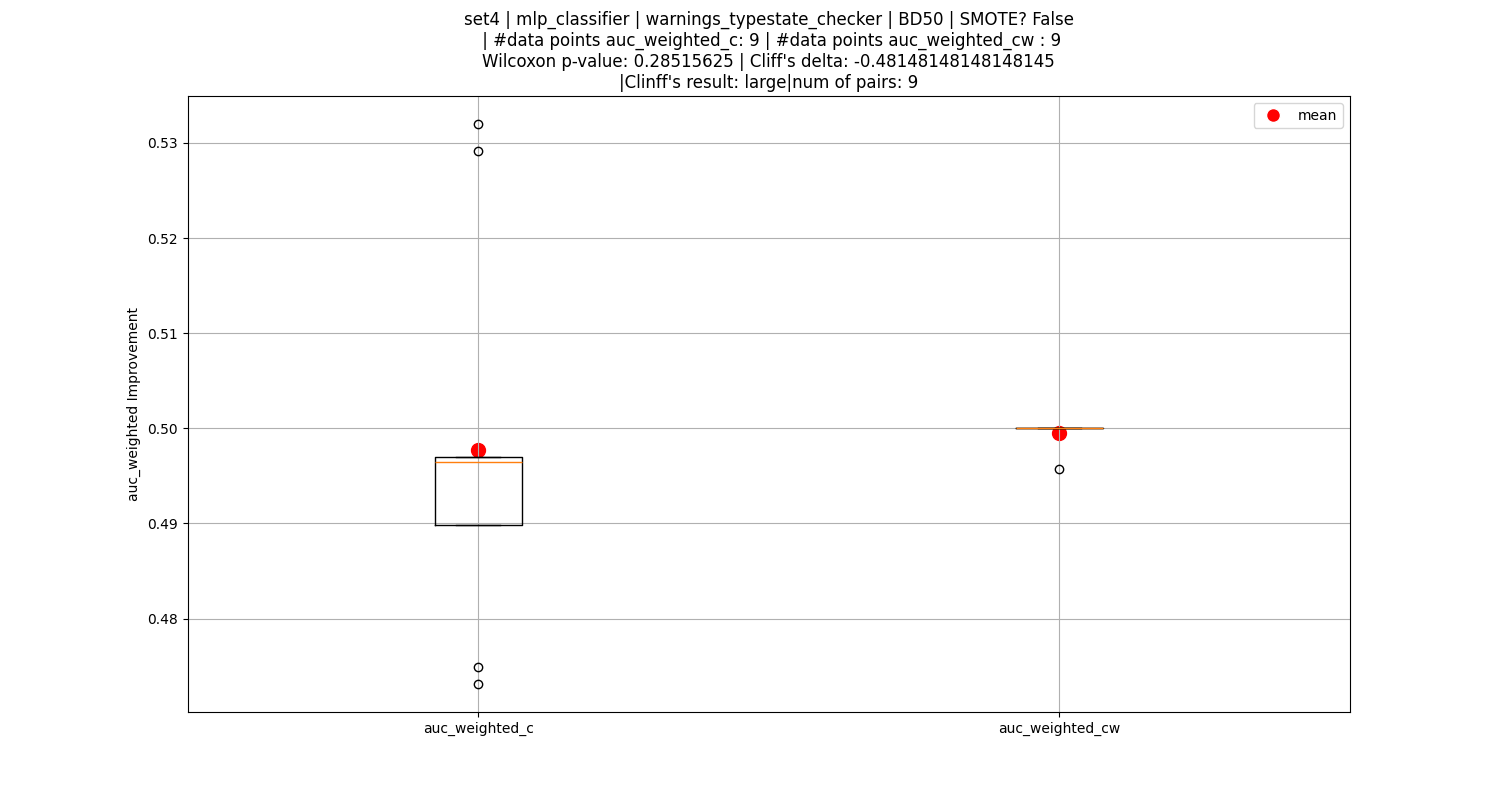 set4 | mlp_classifier | warnings_typestate_checker | BD50 | SMOTE? False
| #data points auc_weighted_c: 9 | #data points auc_weighted_cw : 9
Wilcoxon p-value: 0.28515625 | Cliff's delta: -0.48148148148148145
|Clinff's result: large|num of pairs: 9
mean
0.53
0.52
0.51
0.50
0.49
0.48
auc_weighted Improvement
auc_weighted_c
auc_weighted_cw